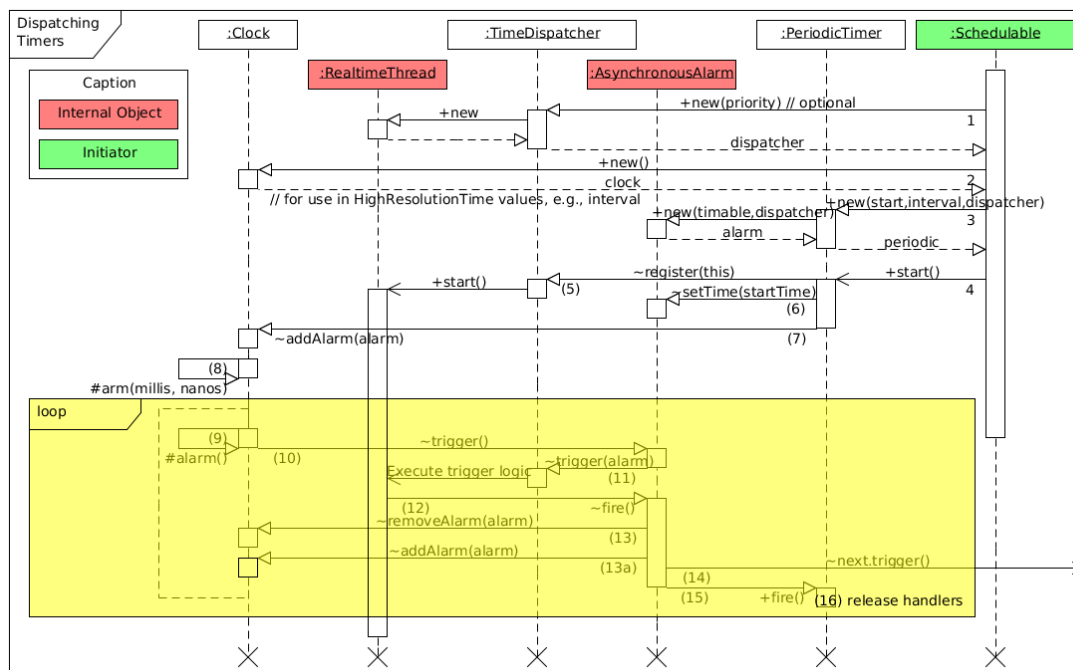 Dispatching
Timers
:Clock
:TimeDispatcher
:PeriodicTimer
:Schedulable
:RealtimeThread
:AsynchronousAlarm
Caption
Internal Object
Initiator
+new(priority) // optional
1
+new
dispatcher
+new()
2
clock
// for use in HighResolutionTime values, e.g., interval
+new(start,interval,dispatcher)
3
+new(timable,dispatcher)
alarm
periodic
~register(this)
+start()
4
+start()
(5)
~setTime(startTime)
(6)
~addAlarm(alarm)
(7)
(8)
#arm(millis, nanos)
loop
(9)
#alarm()
~trigger()
(10)
~trigger(alarm)
(11)
Execute trigger logic
(12)
~fire()
~removeAlarm(alarm)
(13)
~addAlarm(alarm)
(13a)
~next.trigger()
(14)
(15)
+fire()
(16) release handlers